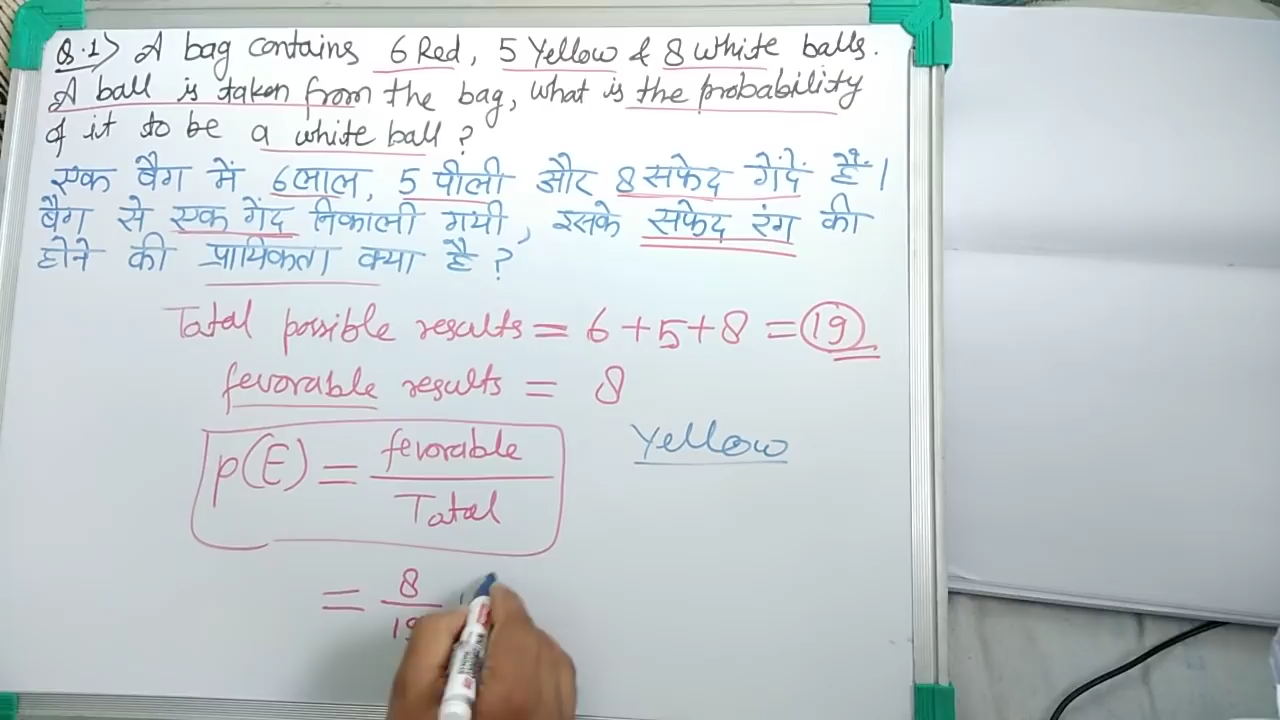 Q.1> A bag contains 6 Red, 5 Yellow & 8 white balls.
A ball is taken from the bag, what is the probability
of it to be a white ball?
एक बैग में 6 लाल, 5 पीली और 8 सफेद गेंदें हैं।
बैग से एक गेंद निकाली गयी, इसके सफेद रंग की
होने की प्रायिकता क्या है?
Total possible results = 6+5+8 = 19
fevorable results = 8
P(E) = fevorable / Total
Yellow
= 8/19